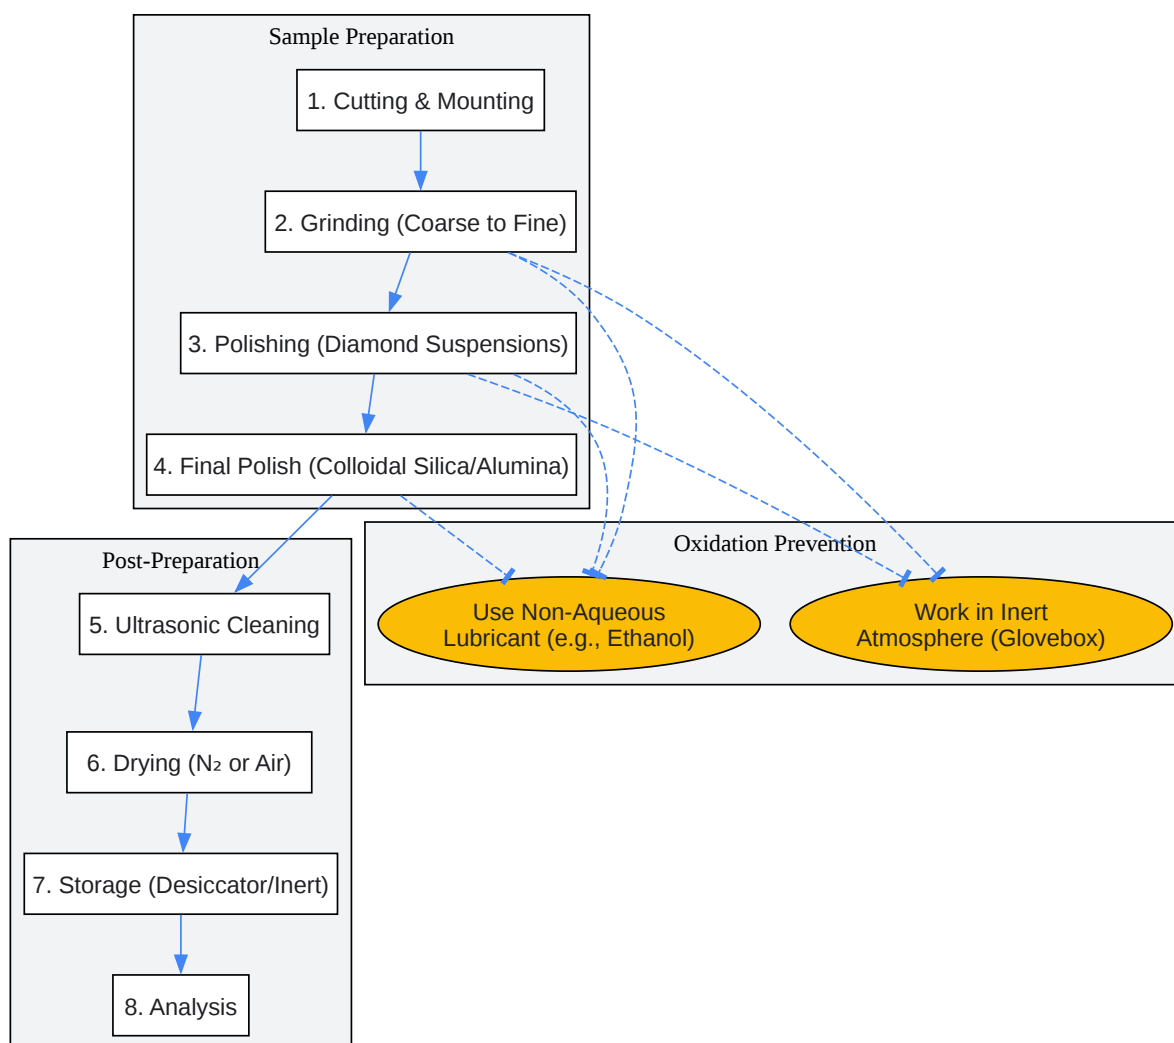 Sample Preparation
1. Cutting & Mounting
2. Grinding (Coarse to Fine)
3. Polishing (Diamond Suspensions)
4. Final Polish (Colloidal Silica/Alumina)
Post-Preparation
5. Ultrasonic Cleaning
6. Drying (N₂ or Air)
7. Storage (Desiccator/Inert)
8. Analysis
Oxidation Prevention
Use Non-Aqueous
Lubricant (e.g., Ethanol)
Work in Inert
Atmosphere (Glovebox)